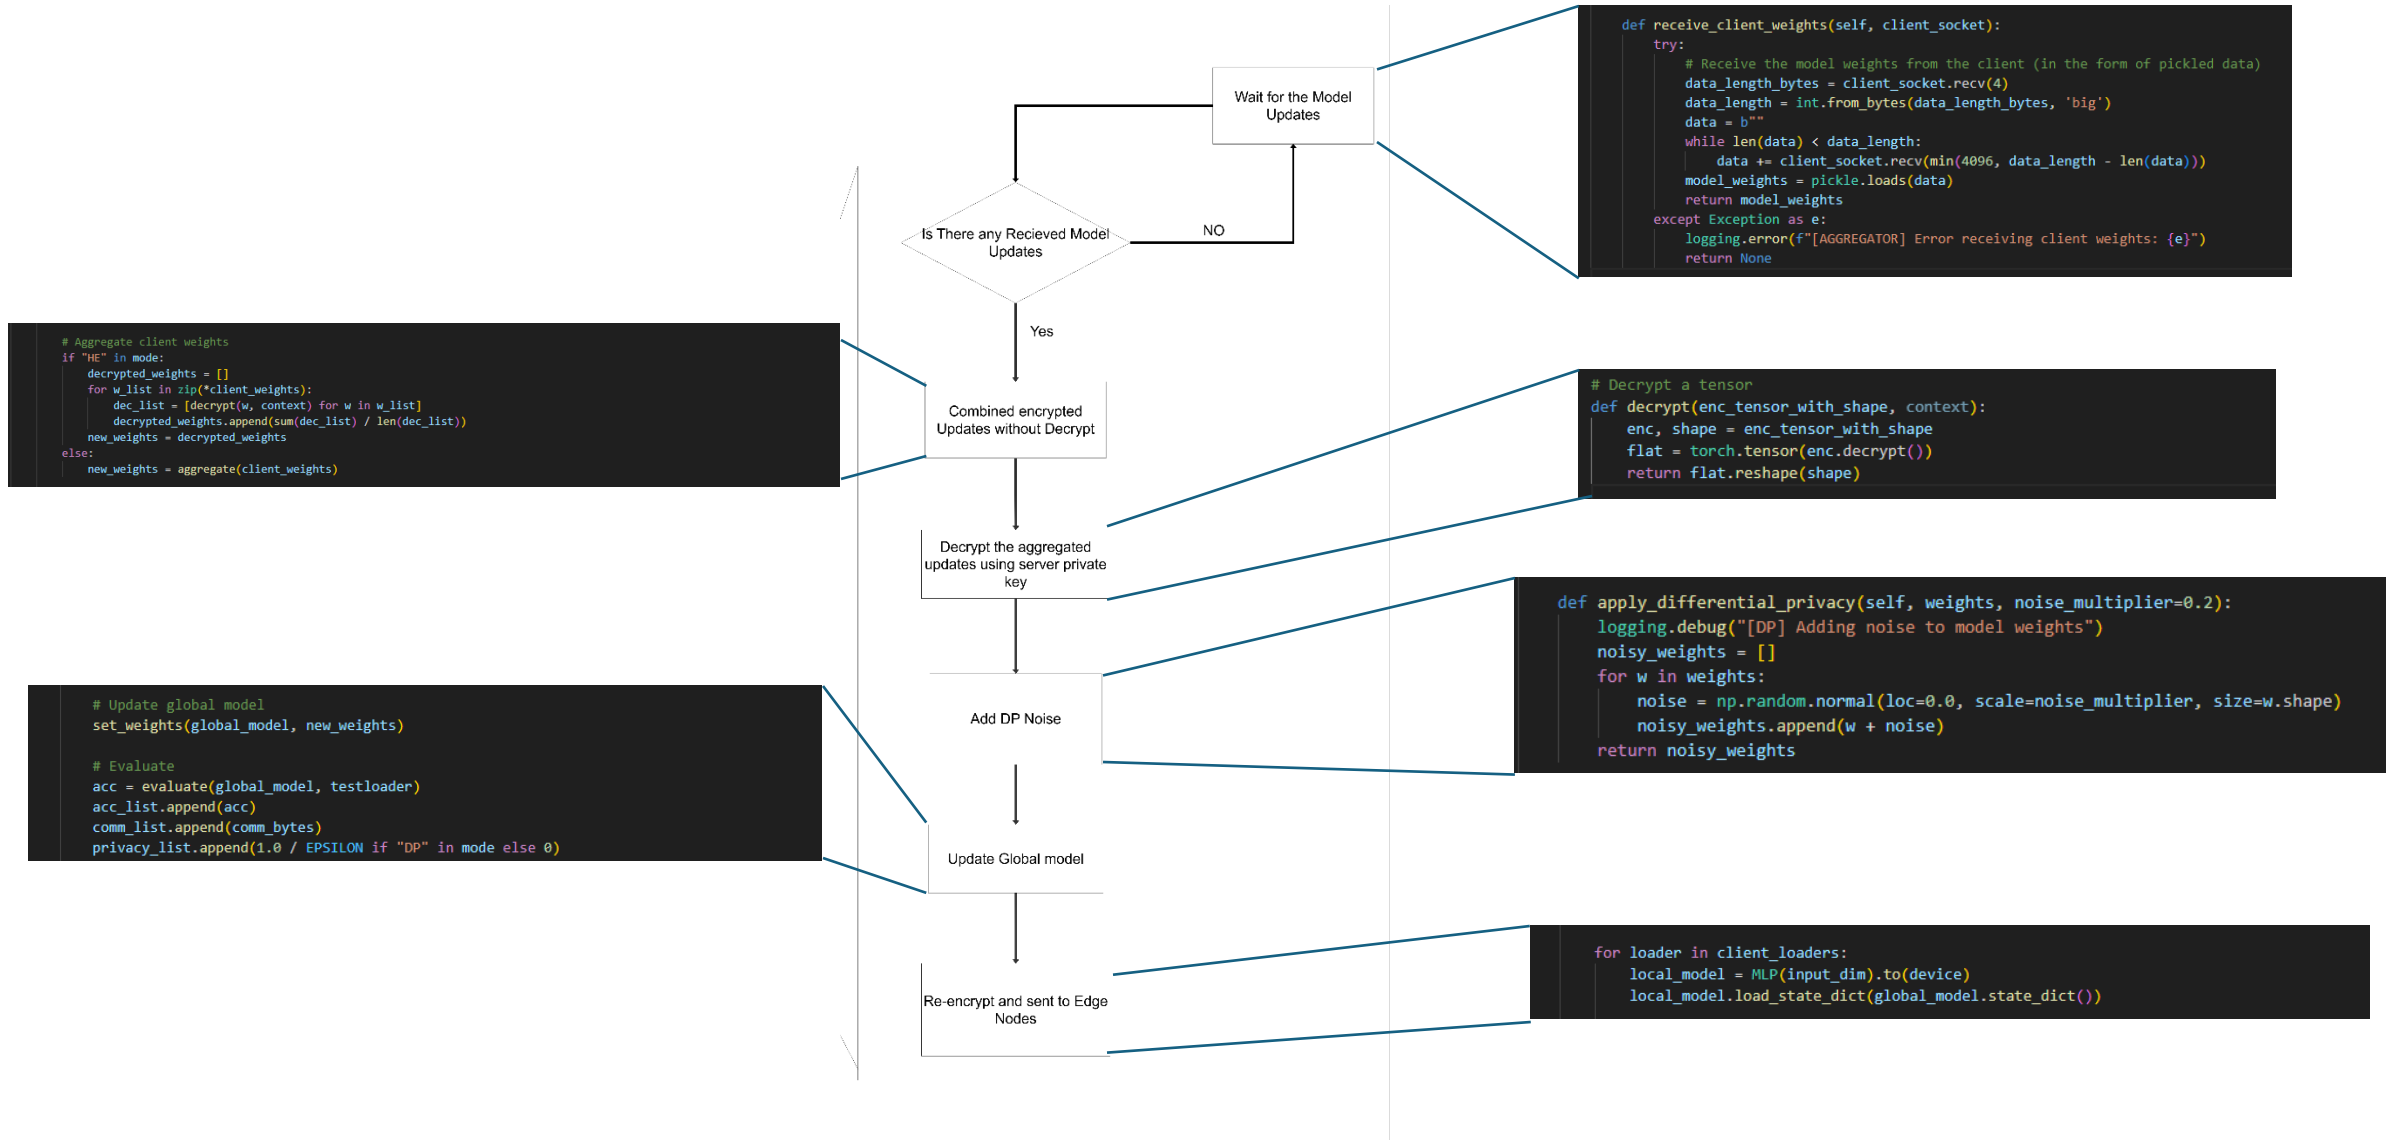 def receive_client_weights(self, client_socket):
try:
# Receive the model weights from the client (in the form of pickled data)
data_length_bytes = client_socket.recv(4)
data_length = int.from_bytes(data_length_bytes, 'big')
data = b""
while len(data) < data_length:
data += client_socket.recv(min(4096, data_length - len(data)))
model_weights = pickle.loads(data)
return model_weights
except Exception as e:
logging.error(f"[AGGREGATOR] Error receiving client weights: {e}")
return None
Wait for the Model
Updates
Is There any Recieved Model
Updates
NO
Yes
# Aggregate client weights
if "HE" in mode:
decrypted_weights = []
for w_list in zip(*client_weights):
dec_list = [decrypt(w, context) for w in w_list]
decrypted_weights.append(sum(dec_list) / len(dec_list))
new_weights = decrypted_weights
else:
new_weights = aggregate(client_weights)
Combined encrypted
Updates without Decrypt
# Decrypt a tensor
def decrypt(enc_tensor_with_shape, context):
enc, shape = enc_tensor_with_shape
flat = torch.tensor(enc.decrypt())
return flat.reshape(shape)
Decrypt the aggregated
updates using server private
key
def apply_differential_privacy(self, weights, noise_multiplier=0.2):
logging.debug("[DP] Adding noise to model weights")
noisy_weights = []
for w in weights:
noise = np.random.normal(loc=0.0, scale=noise_multiplier, size=w.shape)
noisy_weights.append(w + noise)
return noisy_weights
Add DP Noise
# Update global model
set_weights(global_model, new_weights)
# Evaluate
acc = evaluate(global_model, testloader)
acc_list.append(acc)
comm_list.append(comm_bytes)
privacy_list.append(1.0 / EPSILON if "DP" in mode else 0)
Update Global model
for loader in client_loaders:
local_model = MLP(input_dim).to(device)
local_model.load_state_dict(global_model.state_dict())
Re-encrypt and sent to Edge
Nodes